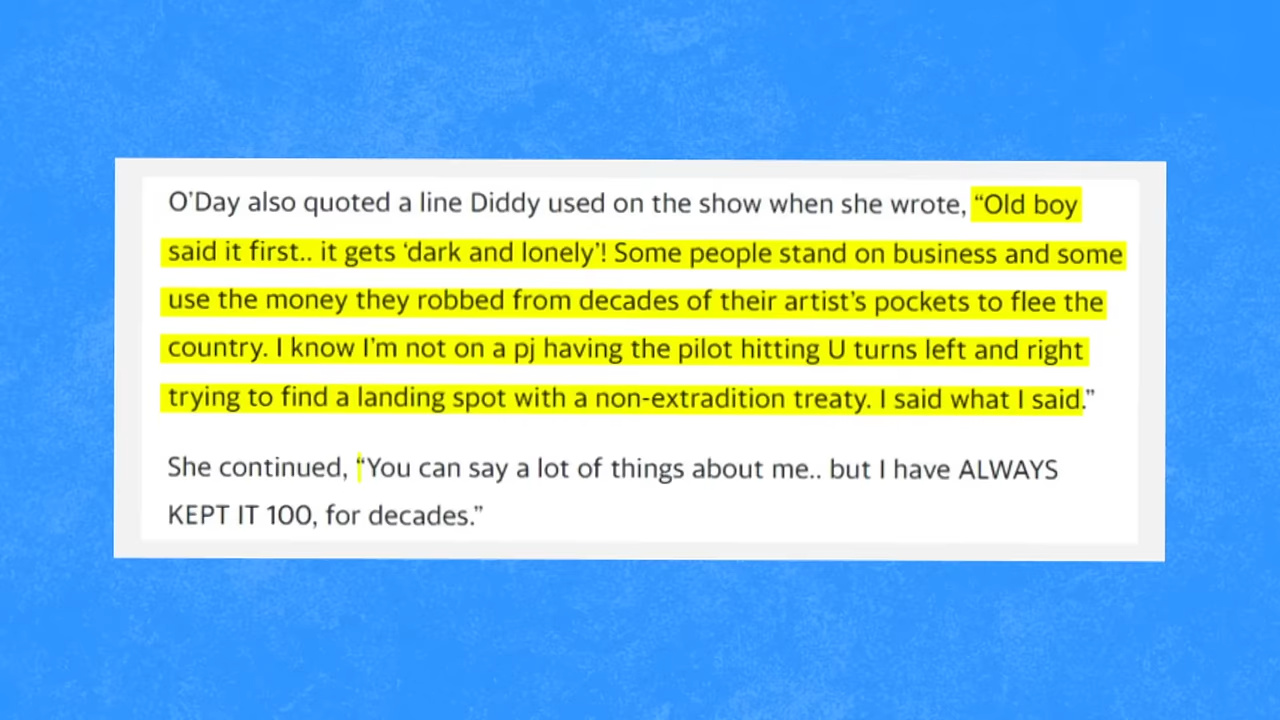 O’Day also quoted a line Diddy used on the show when she wrote, “Old boy
said it first.. it gets ‘dark and lonely’! Some people stand on business and some
use the money they robbed from decades of their artist’s pockets to flee the
country. I know I’m not on a pj having the pilot hitting U turns left and right
trying to find a landing spot with a non-extradition treaty. I said what I said.”
She continued, “You can say a lot of things about me.. but I have ALWAYS
KEPT IT 100, for decades.”